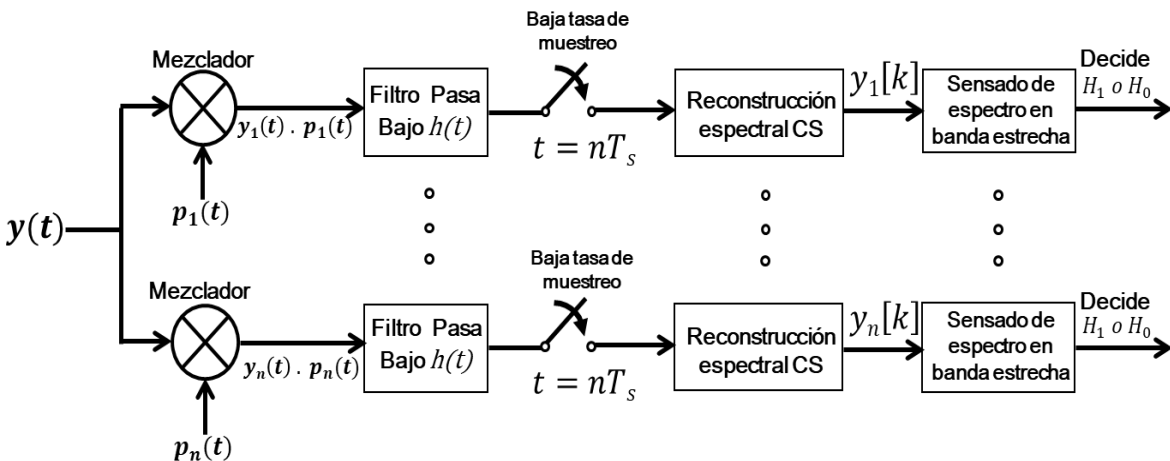 Mezclador
y(t)
p₁(t)
y₁(t) . p₁(t)
Filtro Pasa
Bajo h(t)
Baja tasa de
muestreo
t = nTₛ
Reconstrucción
espectral CS
y₁[k]
Sensado de
espectro en
banda estrecha
Decide
H₁ o H₀
Mezclador
pₙ(t)
yₙ(t) . pₙ(t)
Filtro Pasa
Bajo h(t)
Baja tasa de
muestreo
t = nTₛ
Reconstrucción
espectral CS
yₙ[k]
Sensado de
espectro en
banda estrecha
Decide
H₁ o H₀